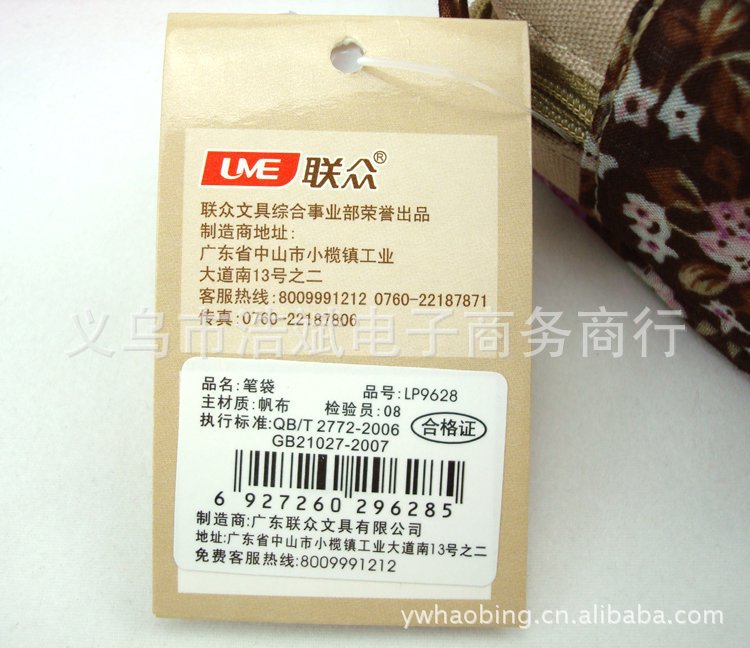 UME 联众®
联众文具综合事业部荣誉出品
制造商地址:
广东省中山市小榄镇工业
大道南13号之二
客服热线:8009991212 0760-22187871
传真:0760-22187806
义乌市浩斌电子商务商行
品名:笔袋 品号:LP9628
主材质:帆布 检验员:08
执行标准:QB/T 2772-2006
GB21027-2007
合格证
6 927260 296285
制造商:广东联众文具有限公司
地址:广东省中山市小榄镇工业大道南13号之二
免费客服热线:8009991212
ywhaobing.cn.alibaba.com